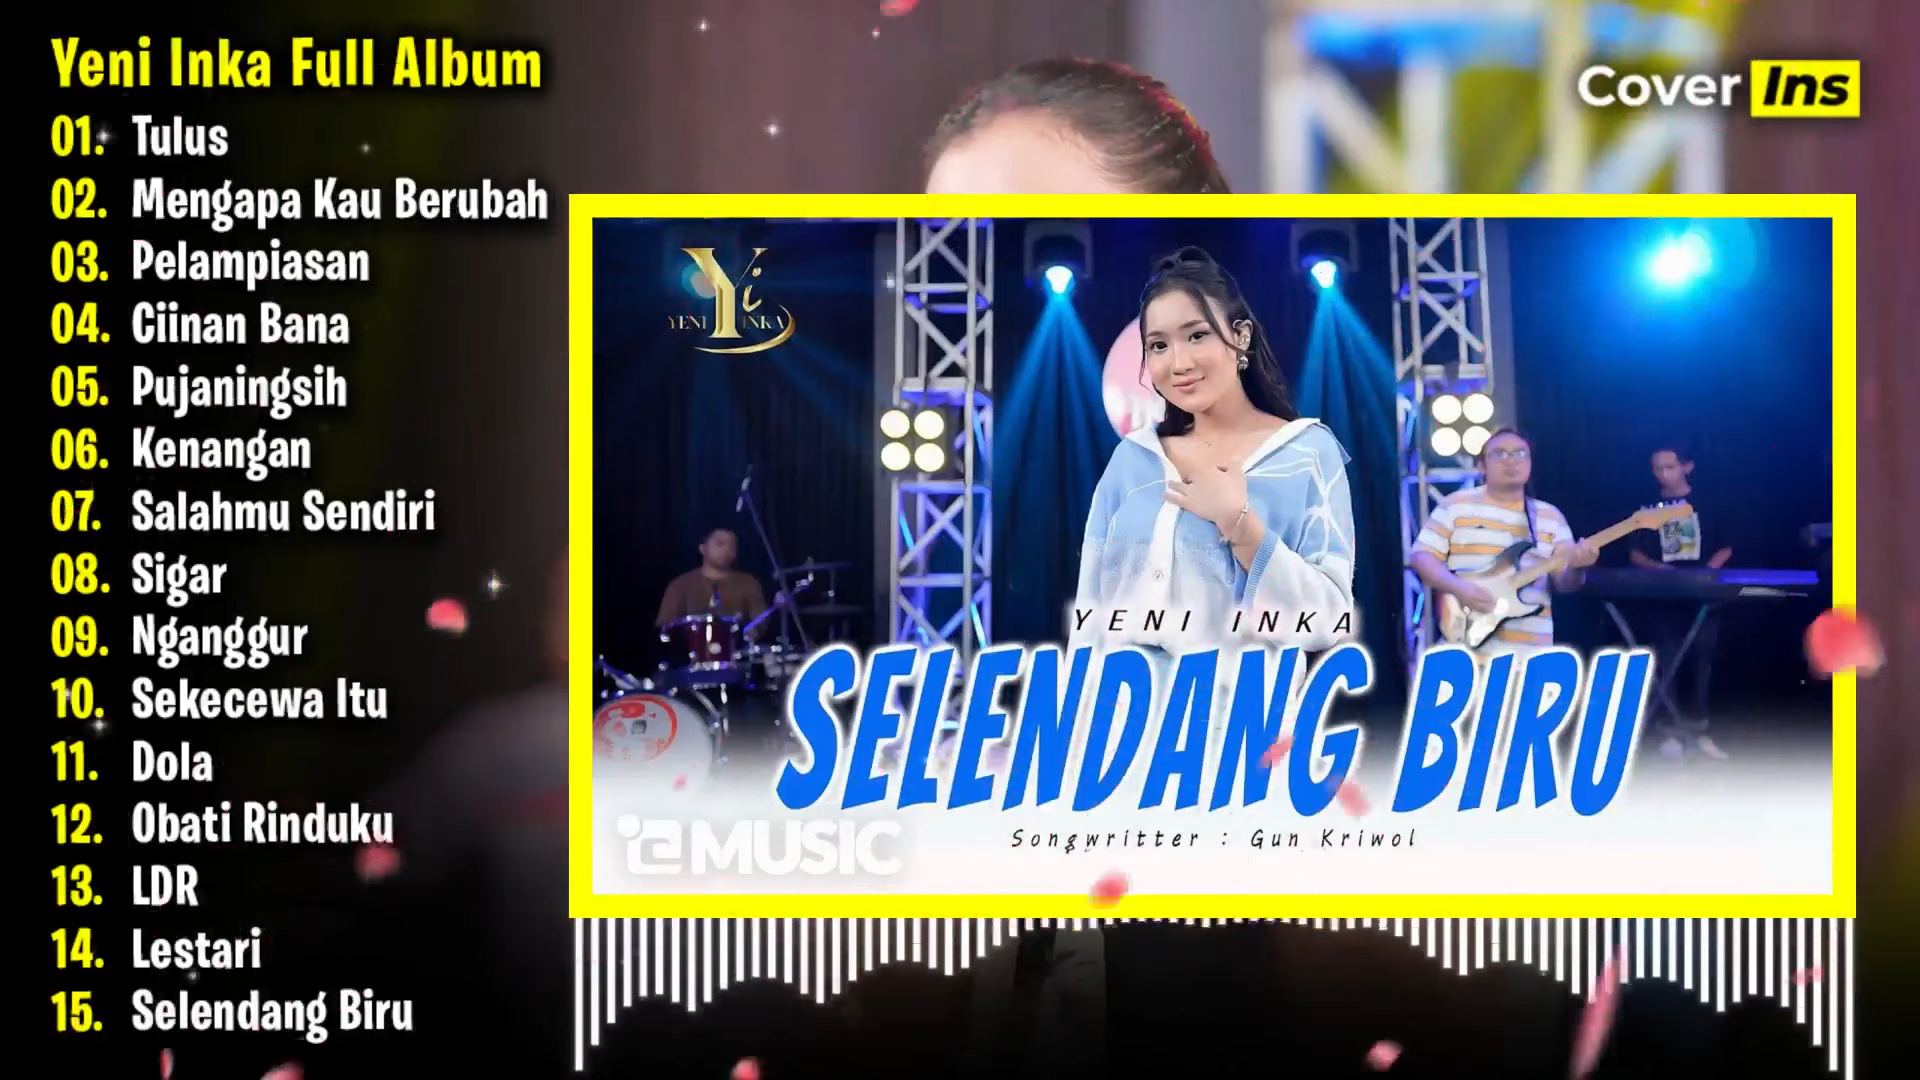 Yeni Inka Full Album
01. Tulus
02. Mengapa Kau Berubah
03. Pelampiasan
04. Ciinan Bana
05. Pujaningsih
06. Kenangan
07. Salahmu Sendiri
08. Sigar
09. Nganggur
10. Sekecewa Itu
11. Dola
12. Obati Rinduku
13. LDR
14. Lestari
15. Selendang Biru
Cover Ins
Yi
YENI INKA
YENI INKA
SELENDANG BIRU
Songwritter : Gun Kriwol
MUSIC